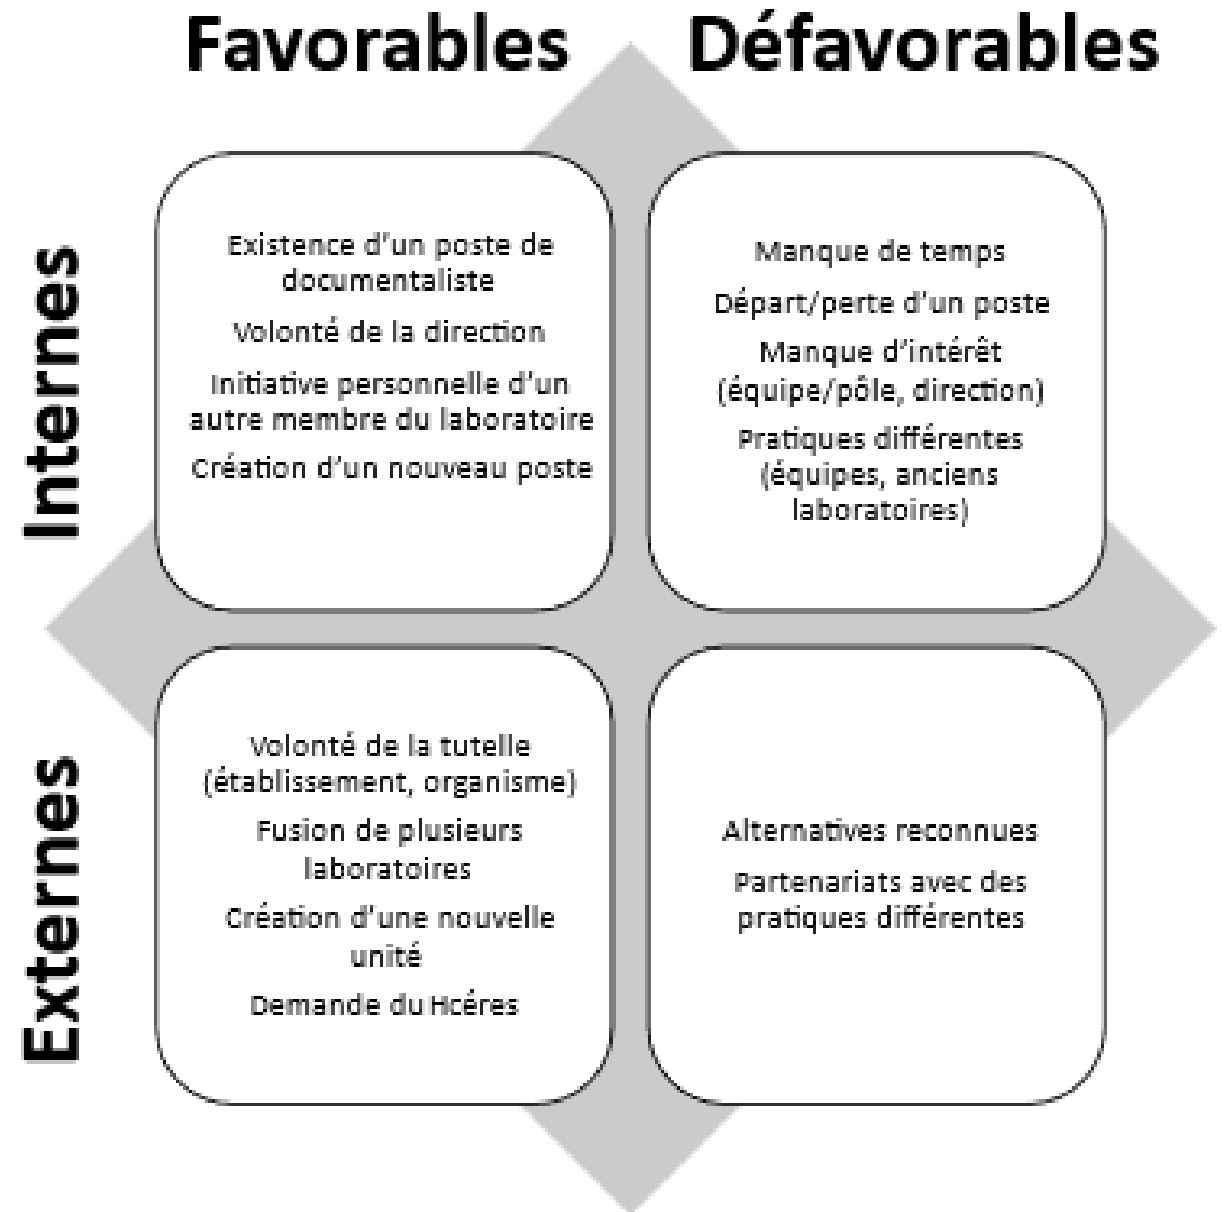 Favorables
Défavorables
Internes
Existence d'un poste de
documentaliste
Volonté de la direction
Initiative personnelle d'un
autre membre du laboratoire
Création d'un nouveau poste
Manque de temps
Départ/perte d'un poste
Manque d'intérêt
(équipe/pôle, direction)
Pratiques différentes
(équipes, anciens
laboratoires)
Externes
Volonté de la tutelle
(établissement, organisme)
Fusion de plusieurs
laboratoires
Création d'une nouvelle
unité
Demande du Hcéres
Alternatives reconnues
Partenariats avec des
pratiques différentes